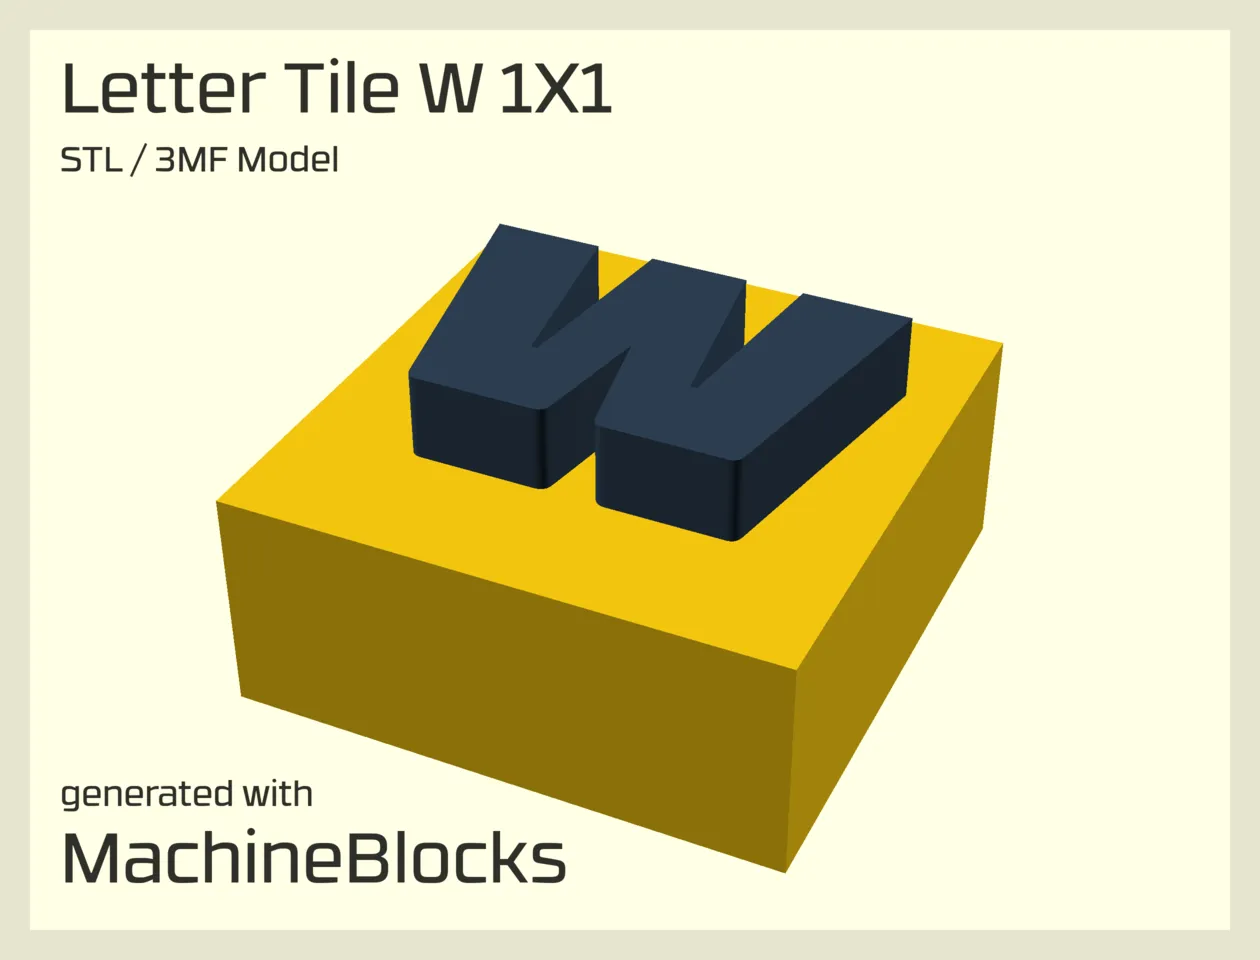 Letter Tile W 1X1
STL / 3MF Model
W
generated with
MachineBlocks